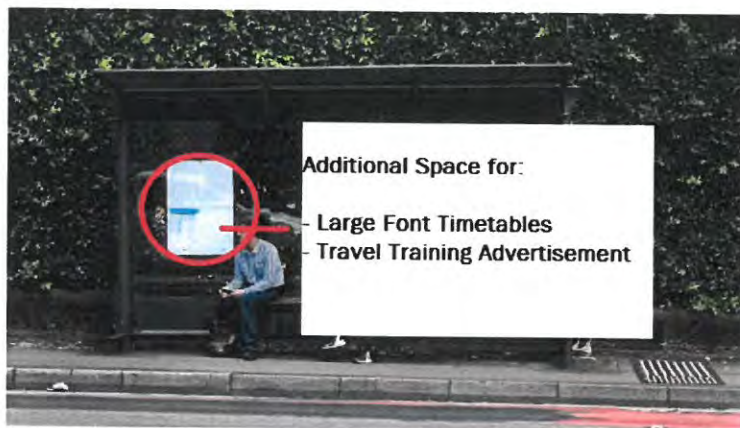 Additional Space for:
- Large Font Timetables
- Travel Training Advertisement